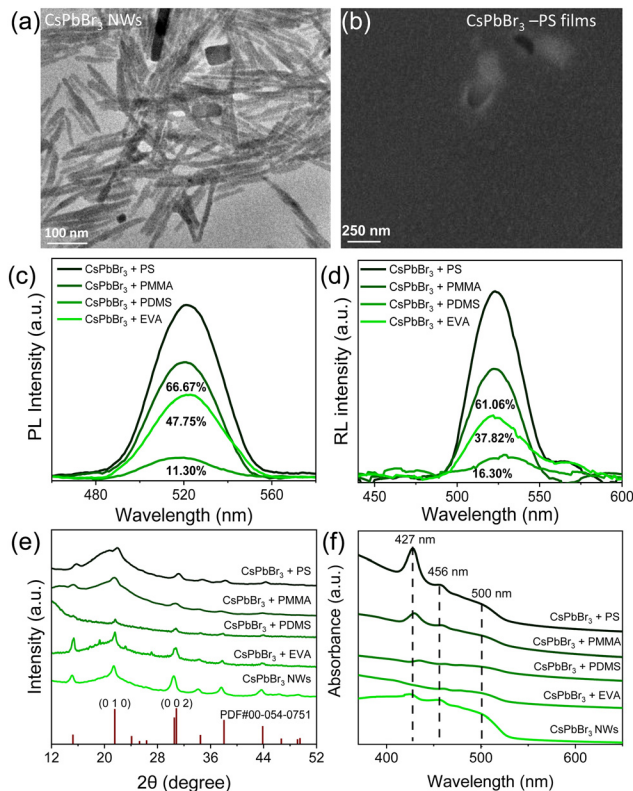 (a) CsPbBr₃ NWs
100 nm
(b) CsPbBr₃ –PS films
250 nm
(c)
CsPbBr₃ + PS
CsPbBr₃ + PMMA
CsPbBr₃ + PDMS
CsPbBr₃ + EVA
66.67%
47.75%
11.30%
PL Intensity (a.u.)
480 520 560
Wavelength (nm)
(d)
CsPbBr₃ + PS
CsPbBr₃ + PMMA
CsPbBr₃ + PDMS
CsPbBr₃ + EVA
61.06%
37.82%
16.30%
RL intensity (a.u.)
450 500 550 600
Wavelength (nm)
(e)
CsPbBr₃ + PS
CsPbBr₃ + PMMA
CsPbBr₃ + PDMS
CsPbBr₃ + EVA
CsPbBr₃ NWs
(0 1 0) (0 0 2)
PDF#00-054-0751
Intensity (a.u.)
12 20 28 36 44 52
2θ (degree)
(f)
427 nm
456 nm
500 nm
CsPbBr₃ + PS
CsPbBr₃ + PMMA
CsPbBr₃ + PDMS
CsPbBr₃ + EVA
CsPbBr₃ NWs
Absorbance (a.u.)
400 500 600
Wavelength (nm)